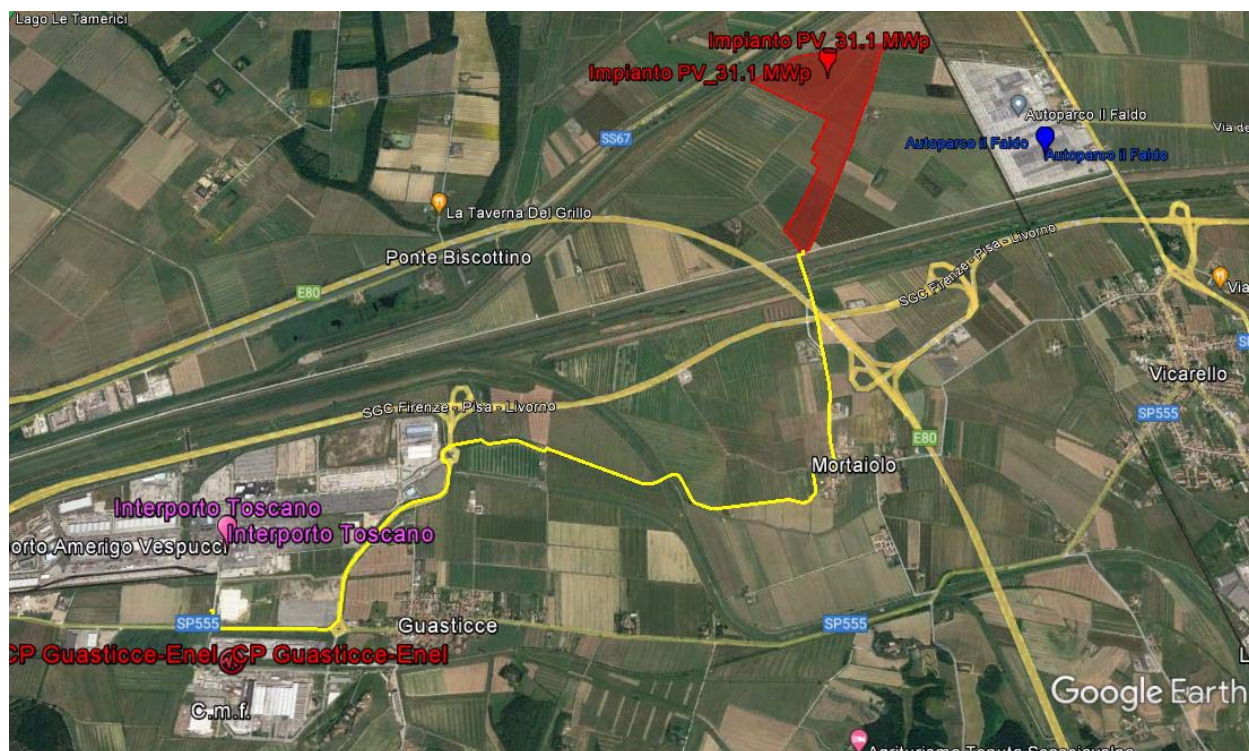 Lago Le Tamerici
Impianto PV_31.1 MWp
Impianto PV_31.1 MWp
Autoparco Il Faldo
Autoparco il Faldo
Autoparco il Faldo
Via de
SS67
La Taverna Del Grillo
Ponte Biscottino
E80
SGC Firenze - Pisa - Livorno
Via
Vicarello
SP555
SGC Firenze - Pisa - Livorno
E80
Mortaiolo
Interporto Toscano
Interporto Toscano
orto Amerigo Vespucci
SP555
Guasticce
SP555
CP Guasticce-Enel
CP Guasticce-Enel
C.m.f.
Google Earth